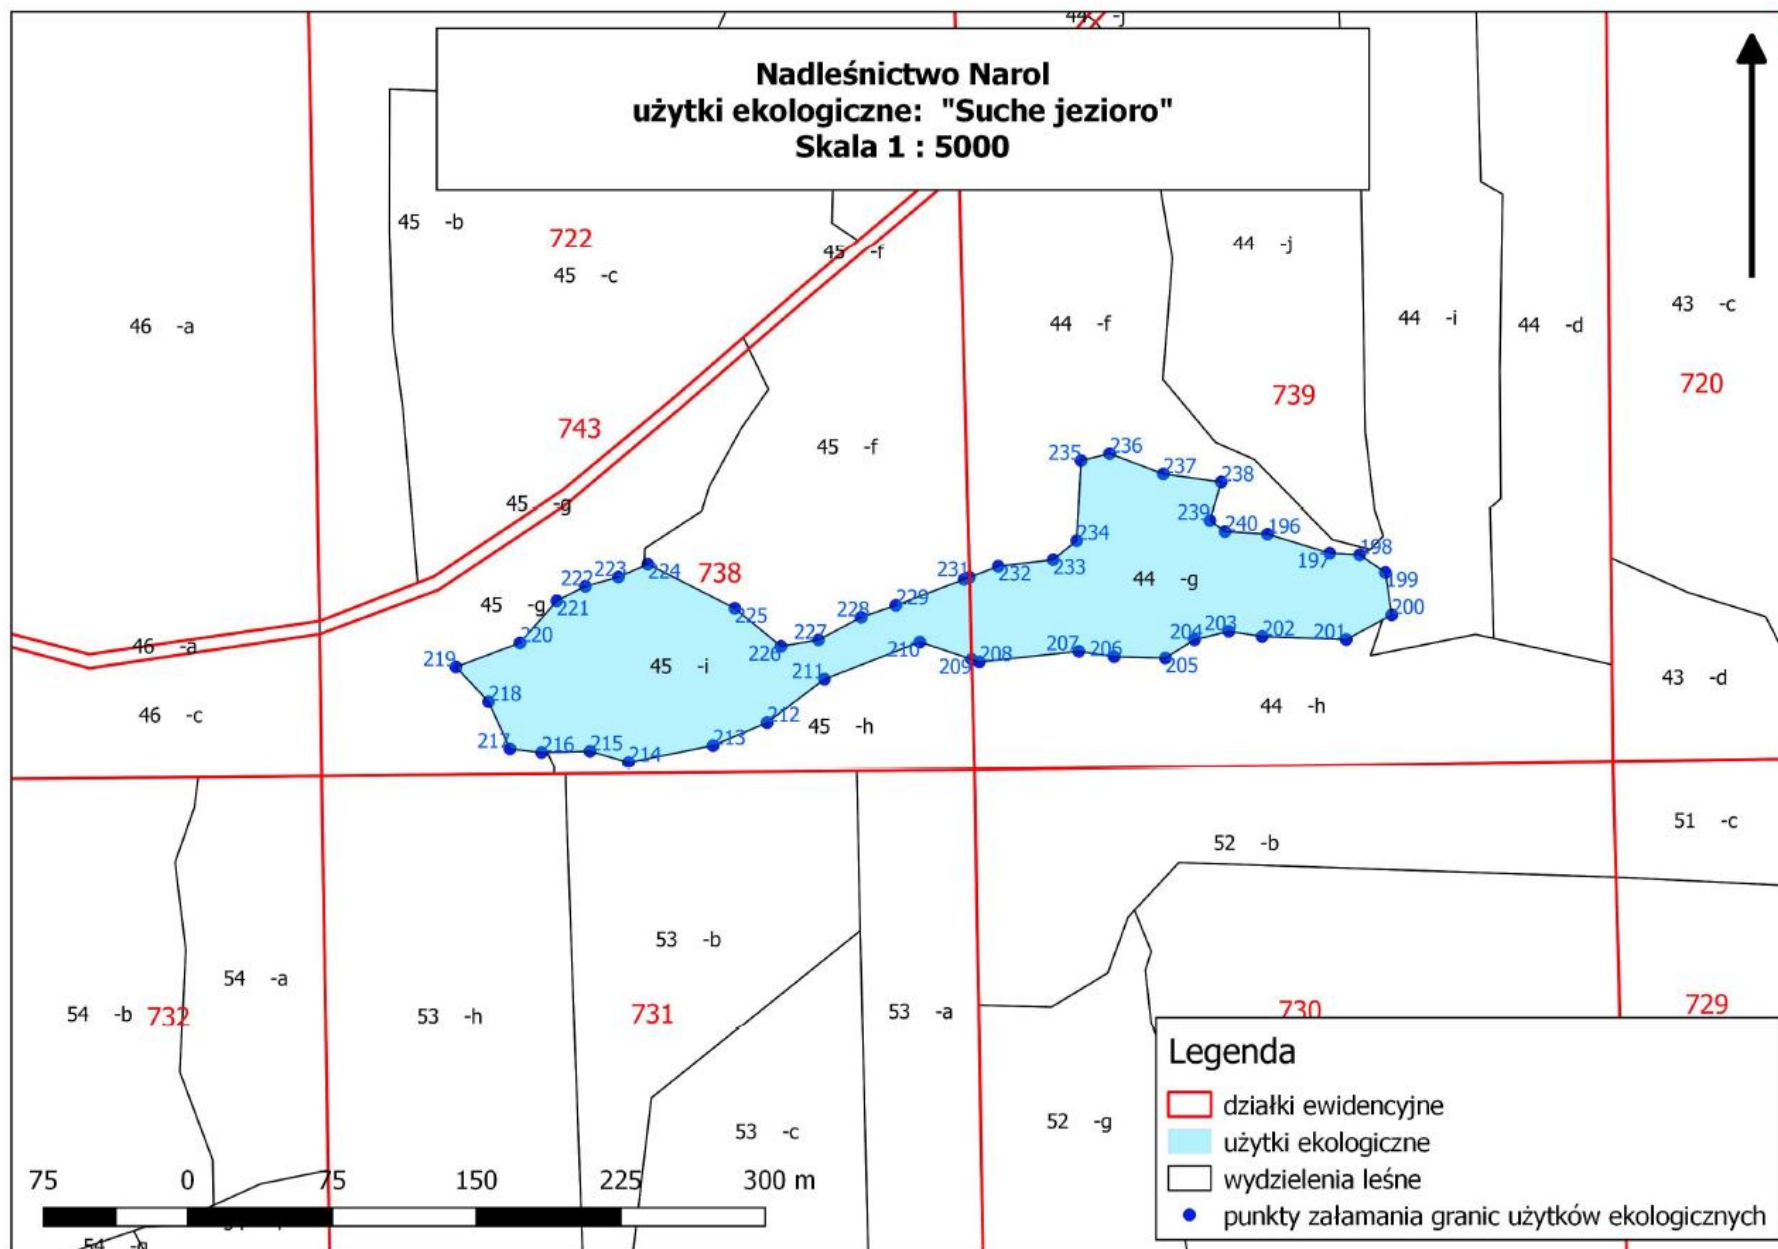 44 -j
Nadleśnictwo Narol
użytki ekologiczne: "Suche jezioro"
Skala 1 : 5000
45 -b
722
45 -c
45 -f
44 -j
46 -a
44 -f
44 -i
44 -d
43 -c
720
739
743
45 -f
45 -g
235
236
237
238
239
240
196
197
198
199
200
234
233
232
231
44 -g
738
224
223
222
221
220
219
45 -g
225
226
227
228
229
46 -a
45 -i
218
217
216
215
214
213
212
211
210
209
208
207
206
205
204
203
202
201
46 -c
45 -h
44 -h
43 -d
51 -c
52 -b
53 -b
54 -a
54 -b
732
53 -h
731
53 -a
730
729
53 -c
52 -g
75 0 75 150 225 300 m
54 -g
Legenda
działki ewidencyjne
użytki ekologiczne
wydzielenia leśne
punkty załamania granic użytków ekologicznych